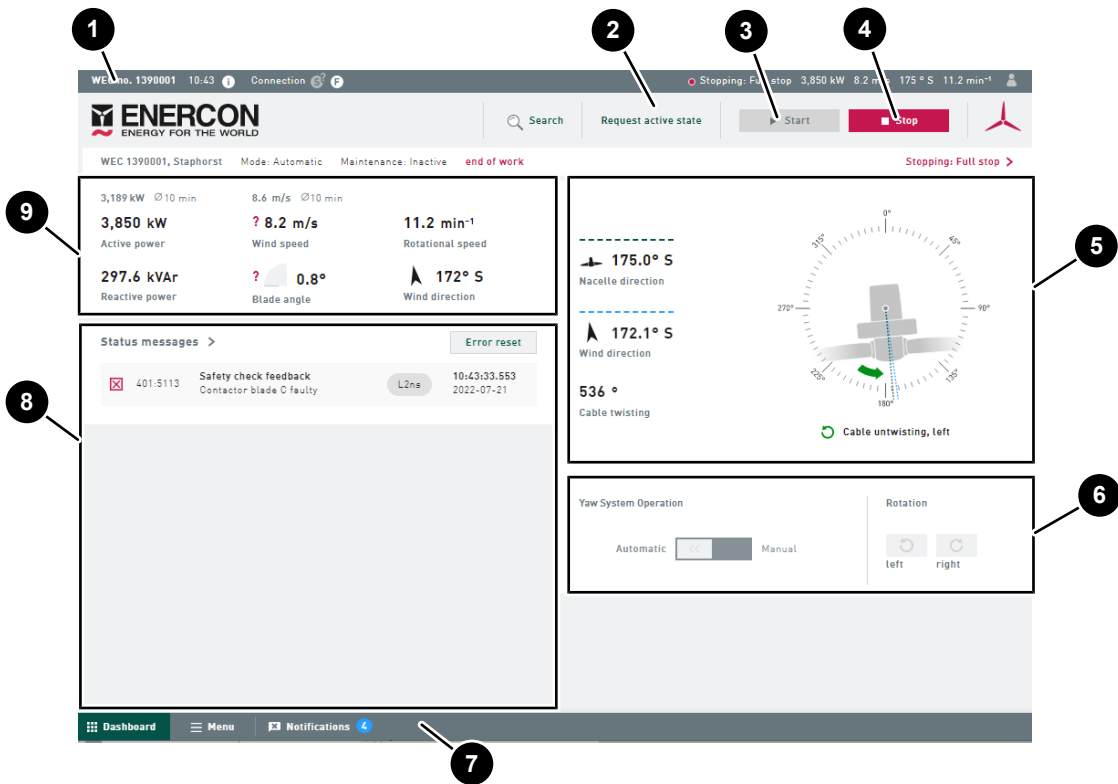 1
2
3
4
WEC no. 1390001 10:43 i Connection S? F
Stopping: Full stop 3,850 kW 8.2 m/s 175 ° S 11.2 min⁻¹
ENERCON
ENERGY FOR THE WORLD
Search
Request active state
Start
Stop
WEC 1390001, Staphorst Mode: Automatic Maintenance: Inactive end of work
Stopping: Full stop >
9
3,189 kW Ø10 min
8.6 m/s Ø10 min
3,850 kW
? 8.2 m/s
11.2 min⁻¹
Active power
Wind speed
Rotational speed
297.6 kVAr
? 0.8°
172° S
Reactive power
Blade angle
Wind direction
5
175.0° S
Nacelle direction
172.1° S
Wind direction
536 °
Cable twisting
0°
45°
90°
135°
180°
225°
270°
315°
Cable untwisting, left
8
Status messages >
Error reset
401:5113
Safety check feedback
Contactor blade C faulty
L2ns
10:43:33.553
2022-07-21
6
Yaw System Operation
Automatic << Manual
Rotation
left right
Dashboard
Menu
Notifications 4
7